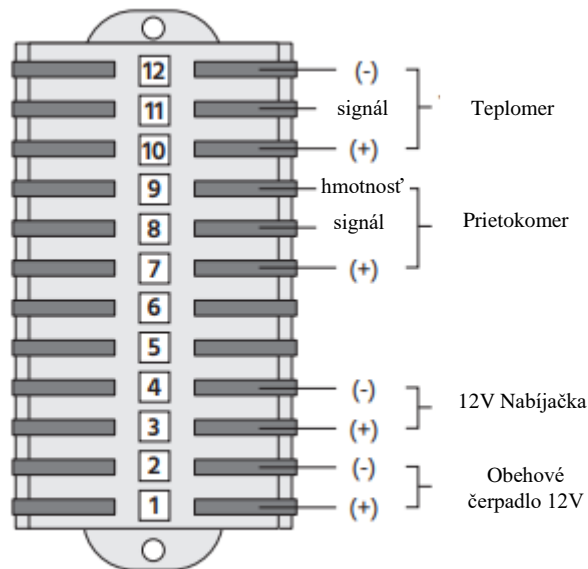 12 (-)
11 signál Teplomer
10 (+)
9 hmotnosť
8 signál Prietokomer
7 (+)
6
5
4 (-)
12V Nabíjačka
3 (+)
2 (-)
Obehové
čerpadlo 12V
1 (+)